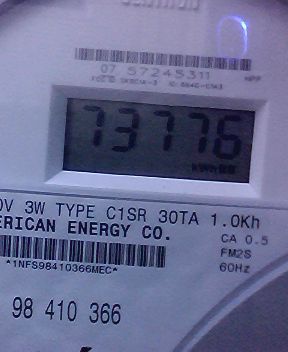 07 57245311
73776
0V 3W TYPE C1SR 30TA 1.0Kh
ERICAN ENERGY CO.
CA 0.5
FM2S
60Hz
*1NFS98410366MEC*
98 410 366